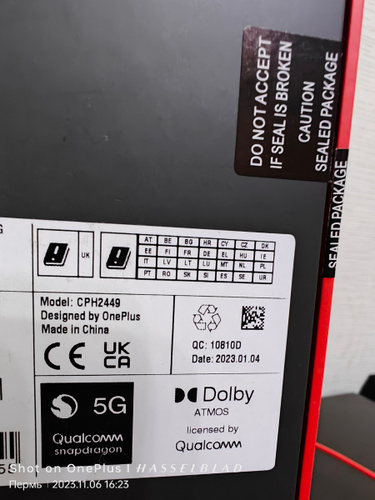 DO NOT ACCEPT
IF SEAL IS BROKEN
CAUTION
SEALED PACKAGE
SEALED PACKAGE
UK
AT BE BG HR CY CZ DK
EE FI FR DE EL HU IE
IT LV LT LU MT NL PL
PT RO SK SI ES SE UR
Model: CPH2449
Designed by OnePlus
Made in China
CE UK
CA
QC: 10810D
Date: 2023.01.04
5G
Qualcomm
snapdragon
Dolby
ATMOS
licensed by
Qualcomm
Shot on OnePlus | HASSELBLAD
Пермь | 2023.11.06 16:23